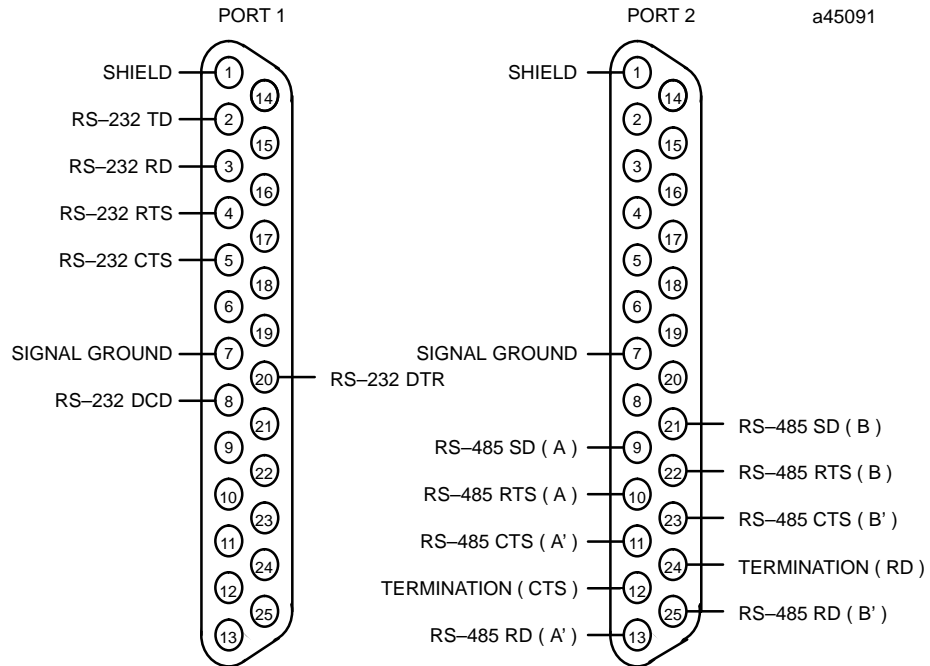 PORT 1
PORT 2
a45091
SHIELD
1
14
RS–232 TD
2
15
RS–232 RD
3
16
RS–232 RTS
4
17
RS–232 CTS
5
18
6
19
SIGNAL GROUND
7
20
RS–232 DTR
RS–232 DCD
8
21
9
22
10
23
11
24
12
25
13
SHIELD
1
14
2
15
3
16
4
17
5
18
6
19
SIGNAL GROUND
7
20
8
21
RS–485 SD ( B )
RS–485 SD ( A )
9
22
RS–485 RTS ( B )
RS–485 RTS ( A )
10
23
RS–485 CTS ( B' )
RS–485 CTS ( A' )
11
24
TERMINATION ( RD )
TERMINATION ( CTS )
12
25
RS–485 RD ( B' )
RS–485 RD ( A' )
13